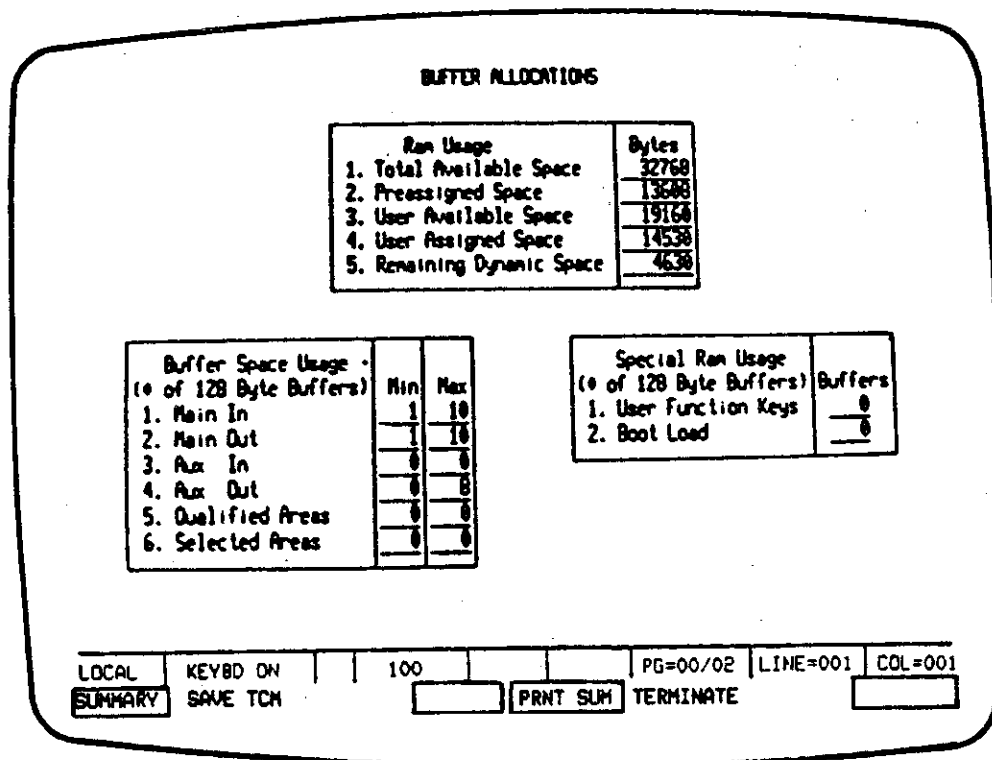 BUFFER ALLOCATIONS
Ram Usage Bytes
1. Total Available Space 32760
2. Preassigned Space 13600
3. User Available Space 19160
4. User Assigned Space 14530
5. Remaining Dynamic Space 4630
Buffer Space Usage
(# of 128 Byte Buffers) Min Max
1. Main In 1 10
2. Main Out 1 10
3. Aux In 0 0
4. Aux Out 0 8
5. Qualified Areas 0 0
6. Selected Areas 0 0
Special Ram Usage
(# of 128 Byte Buffers) Buffers
1. User Function Keys 0
2. Boot Load 0
LOCAL KEYBD ON 100 PG=00/02 LINE=001 COL=001
SUMMARY SAVE TCM PRNT SUM TERMINATE